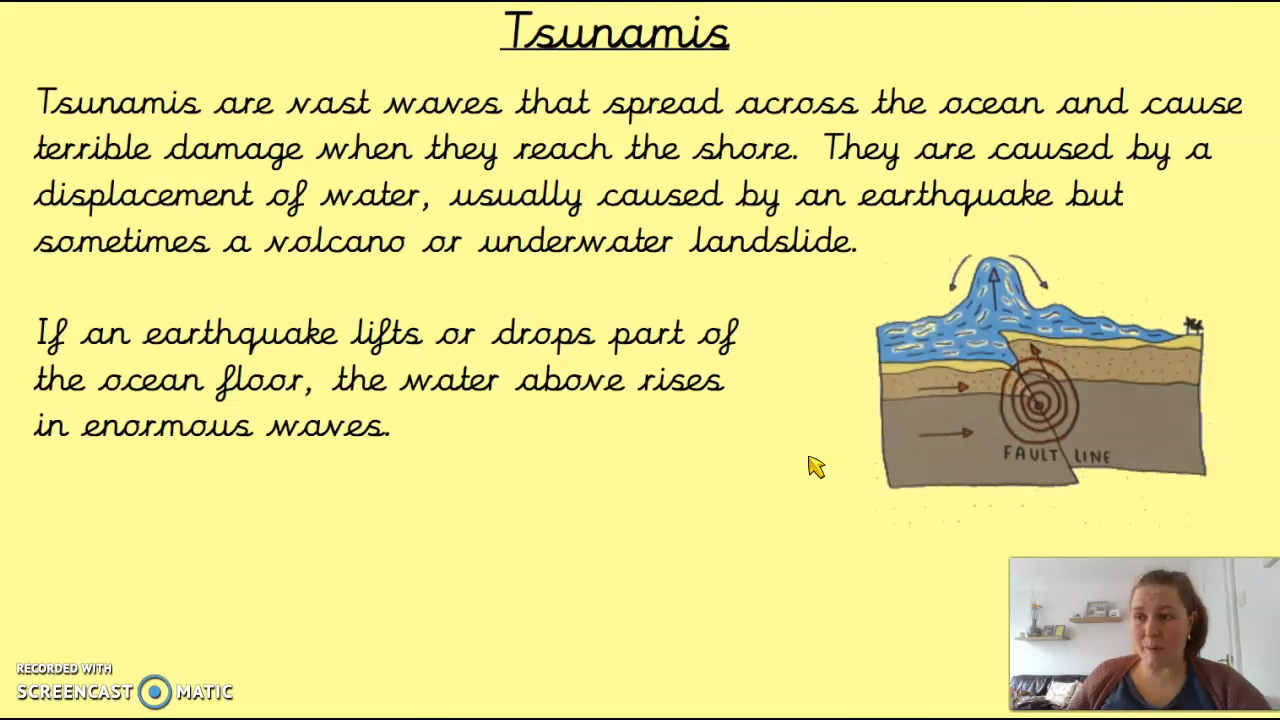 Tsunamis
Tsunamis are vast waves that spread across the ocean and cause
terrible damage when they reach the shore. They are caused by a
displacement of water, usually caused by an earthquake but
sometimes a volcano or underwater landslide.
If an earthquake lifts or drops part of
the ocean floor, the water above rises
in enormous waves.
FAULT LINE
RECORDED WITH
SCREENCAST MATIC